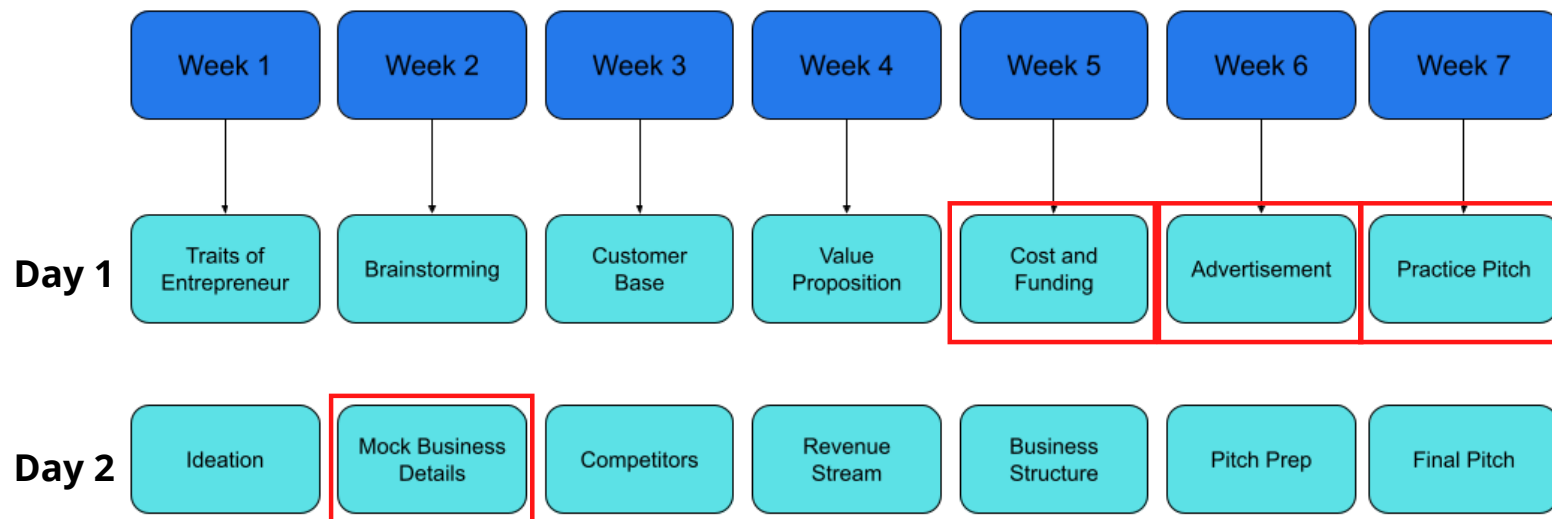 Week 1
Week 2
Week 3
Week 4
Week 5
Week 6
Week 7
Day 1
Traits of
Entrepreneur
Brainstorming
Customer
Base
Value
Proposition
Cost and
Funding
Advertisement
Practice Pitch
Day 2
Ideation
Mock Business
Details
Competitors
Revenue
Stream
Business
Structure
Pitch Prep
Final Pitch